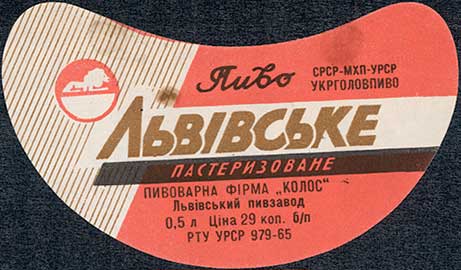 Пиво
СРСР-МХП-УРСР
УКРГОЛОВПИВО
ЛЬВІВСЬКЕ
ПАСТЕРИЗОВАНЕ
ПИВОВАРНА ФІРМА „КОЛОС"
Львівський пивзавод
0,5 л Ціна 29 коп. б/п
РТУ УРСР 979-65